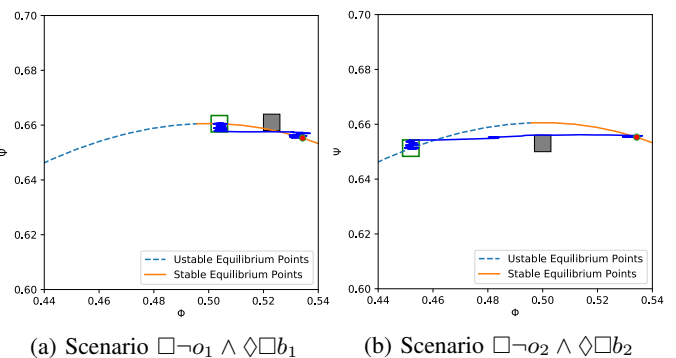 0.70
0.68
0.66
0.64
0.62
0.60
Ψ
0.44 0.46 0.48 0.50 0.52 0.54
Φ
Ustable Equilibrium Points
Stable Equilibrium Points
(a) Scenario □¬o₁ ∧ ◇□b₁
0.70
0.68
0.66
0.64
0.62
0.60
Ψ
0.44 0.46 0.48 0.50 0.52 0.54
Φ
Ustable Equilibrium Points
Stable Equilibrium Points
(b) Scenario □¬o₂ ∧ ◇□b₂